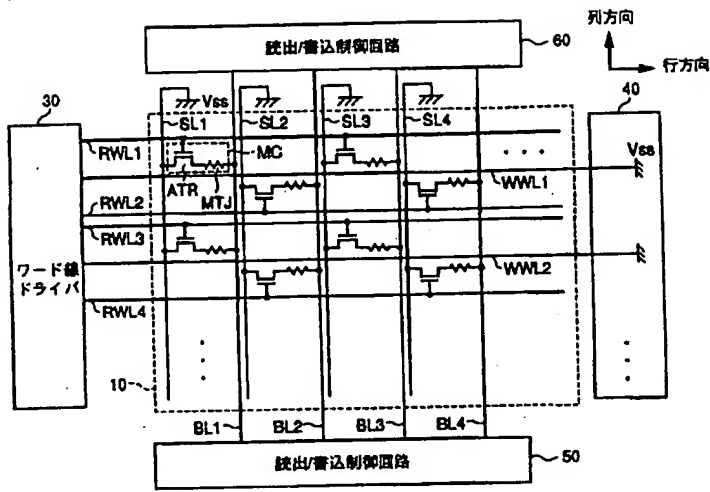 読出/書込制御回路
60
列方向
行方向
30
40
Vss
SL1
SL2
SL3
SL4
Vss
RWL1
MC
ATR
MTJ
WWL1
RWL2
RWL3
ワード線
ドライバ
WWL2
RWL4
10
BL1
BL2
BL3
BL4
読出/書込制御回路
50